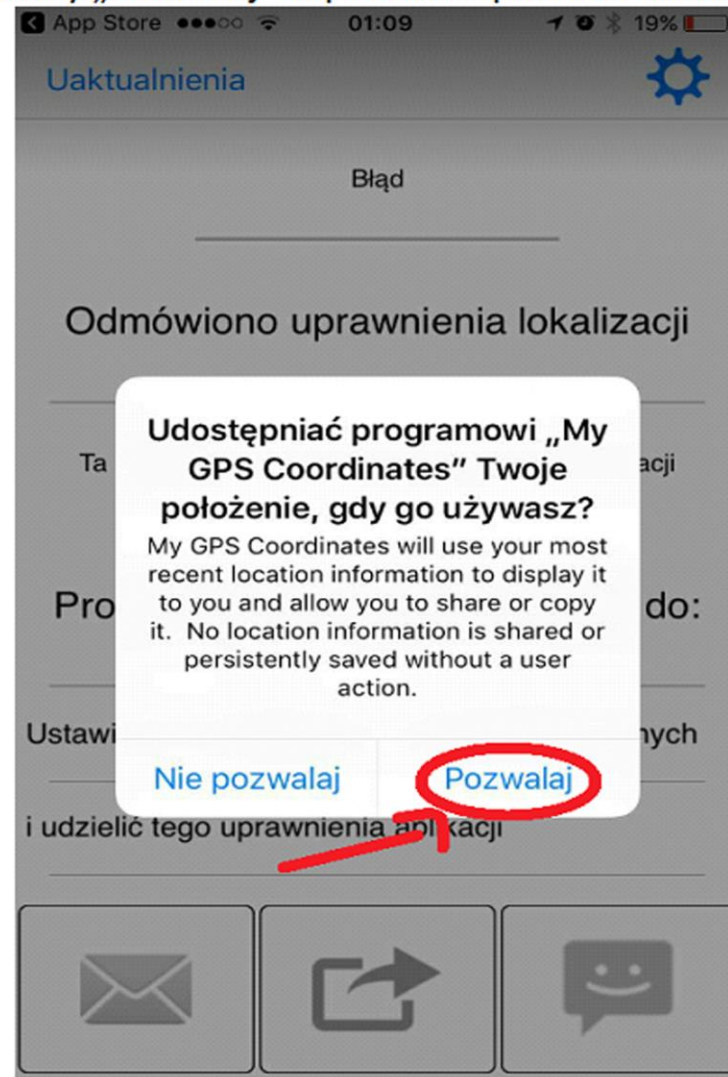 App Store 01:09 19%
Uaktualnienia
Błąd
Odmówiono uprawnienia lokalizacji
Udostępniać programowi „My
Ta GPS Coordinates” Twoje acji
położenie, gdy go używasz?
My GPS Coordinates will use your most
recent location information to display it
Pro to you and allow you to share or copy do:
it. No location information is shared or
persistently saved without a user
action.
Ustawi nych
Nie pozwalaj Pozwalaj
i udzielić tego uprawnienia aplikacji